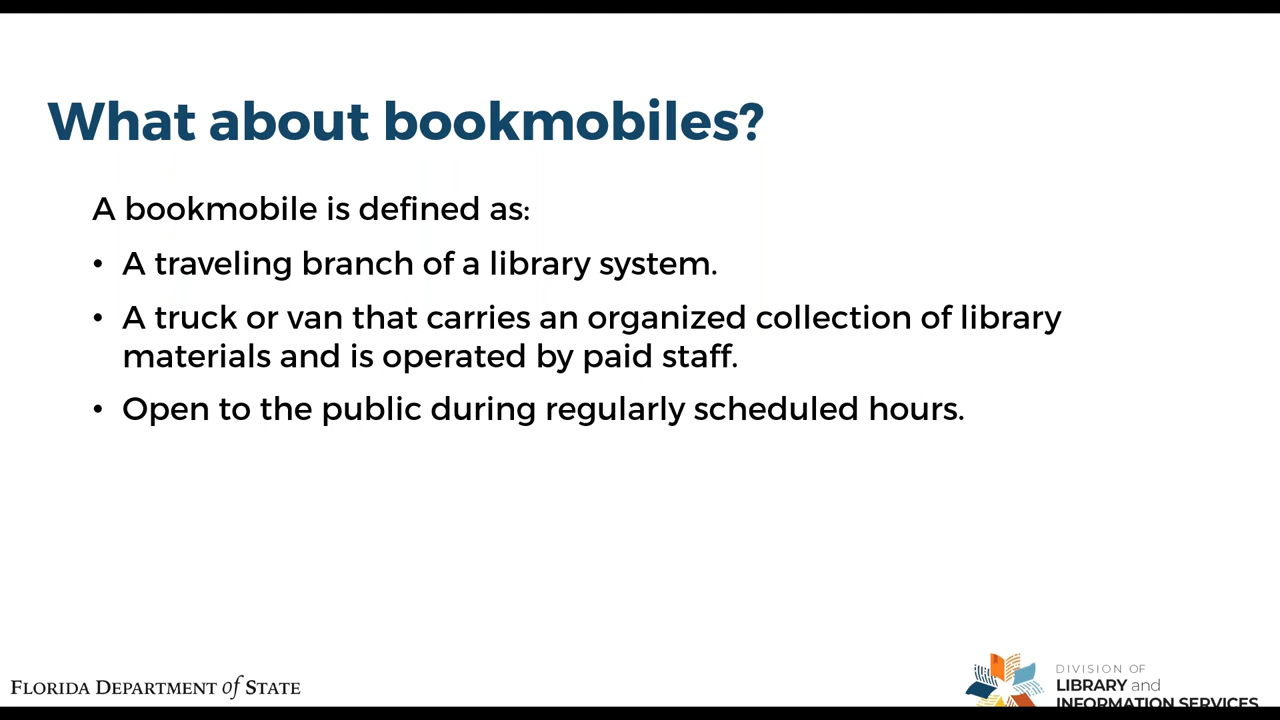 What about bookmobiles?
A bookmobile is defined as:
• A traveling branch of a library system.
• A truck or van that carries an organized collection of library
materials and is operated by paid staff.
• Open to the public during regularly scheduled hours.
FLORIDA DEPARTMENT of STATE
DIVISION OF
LIBRARY and
INFORMATION SERVICES